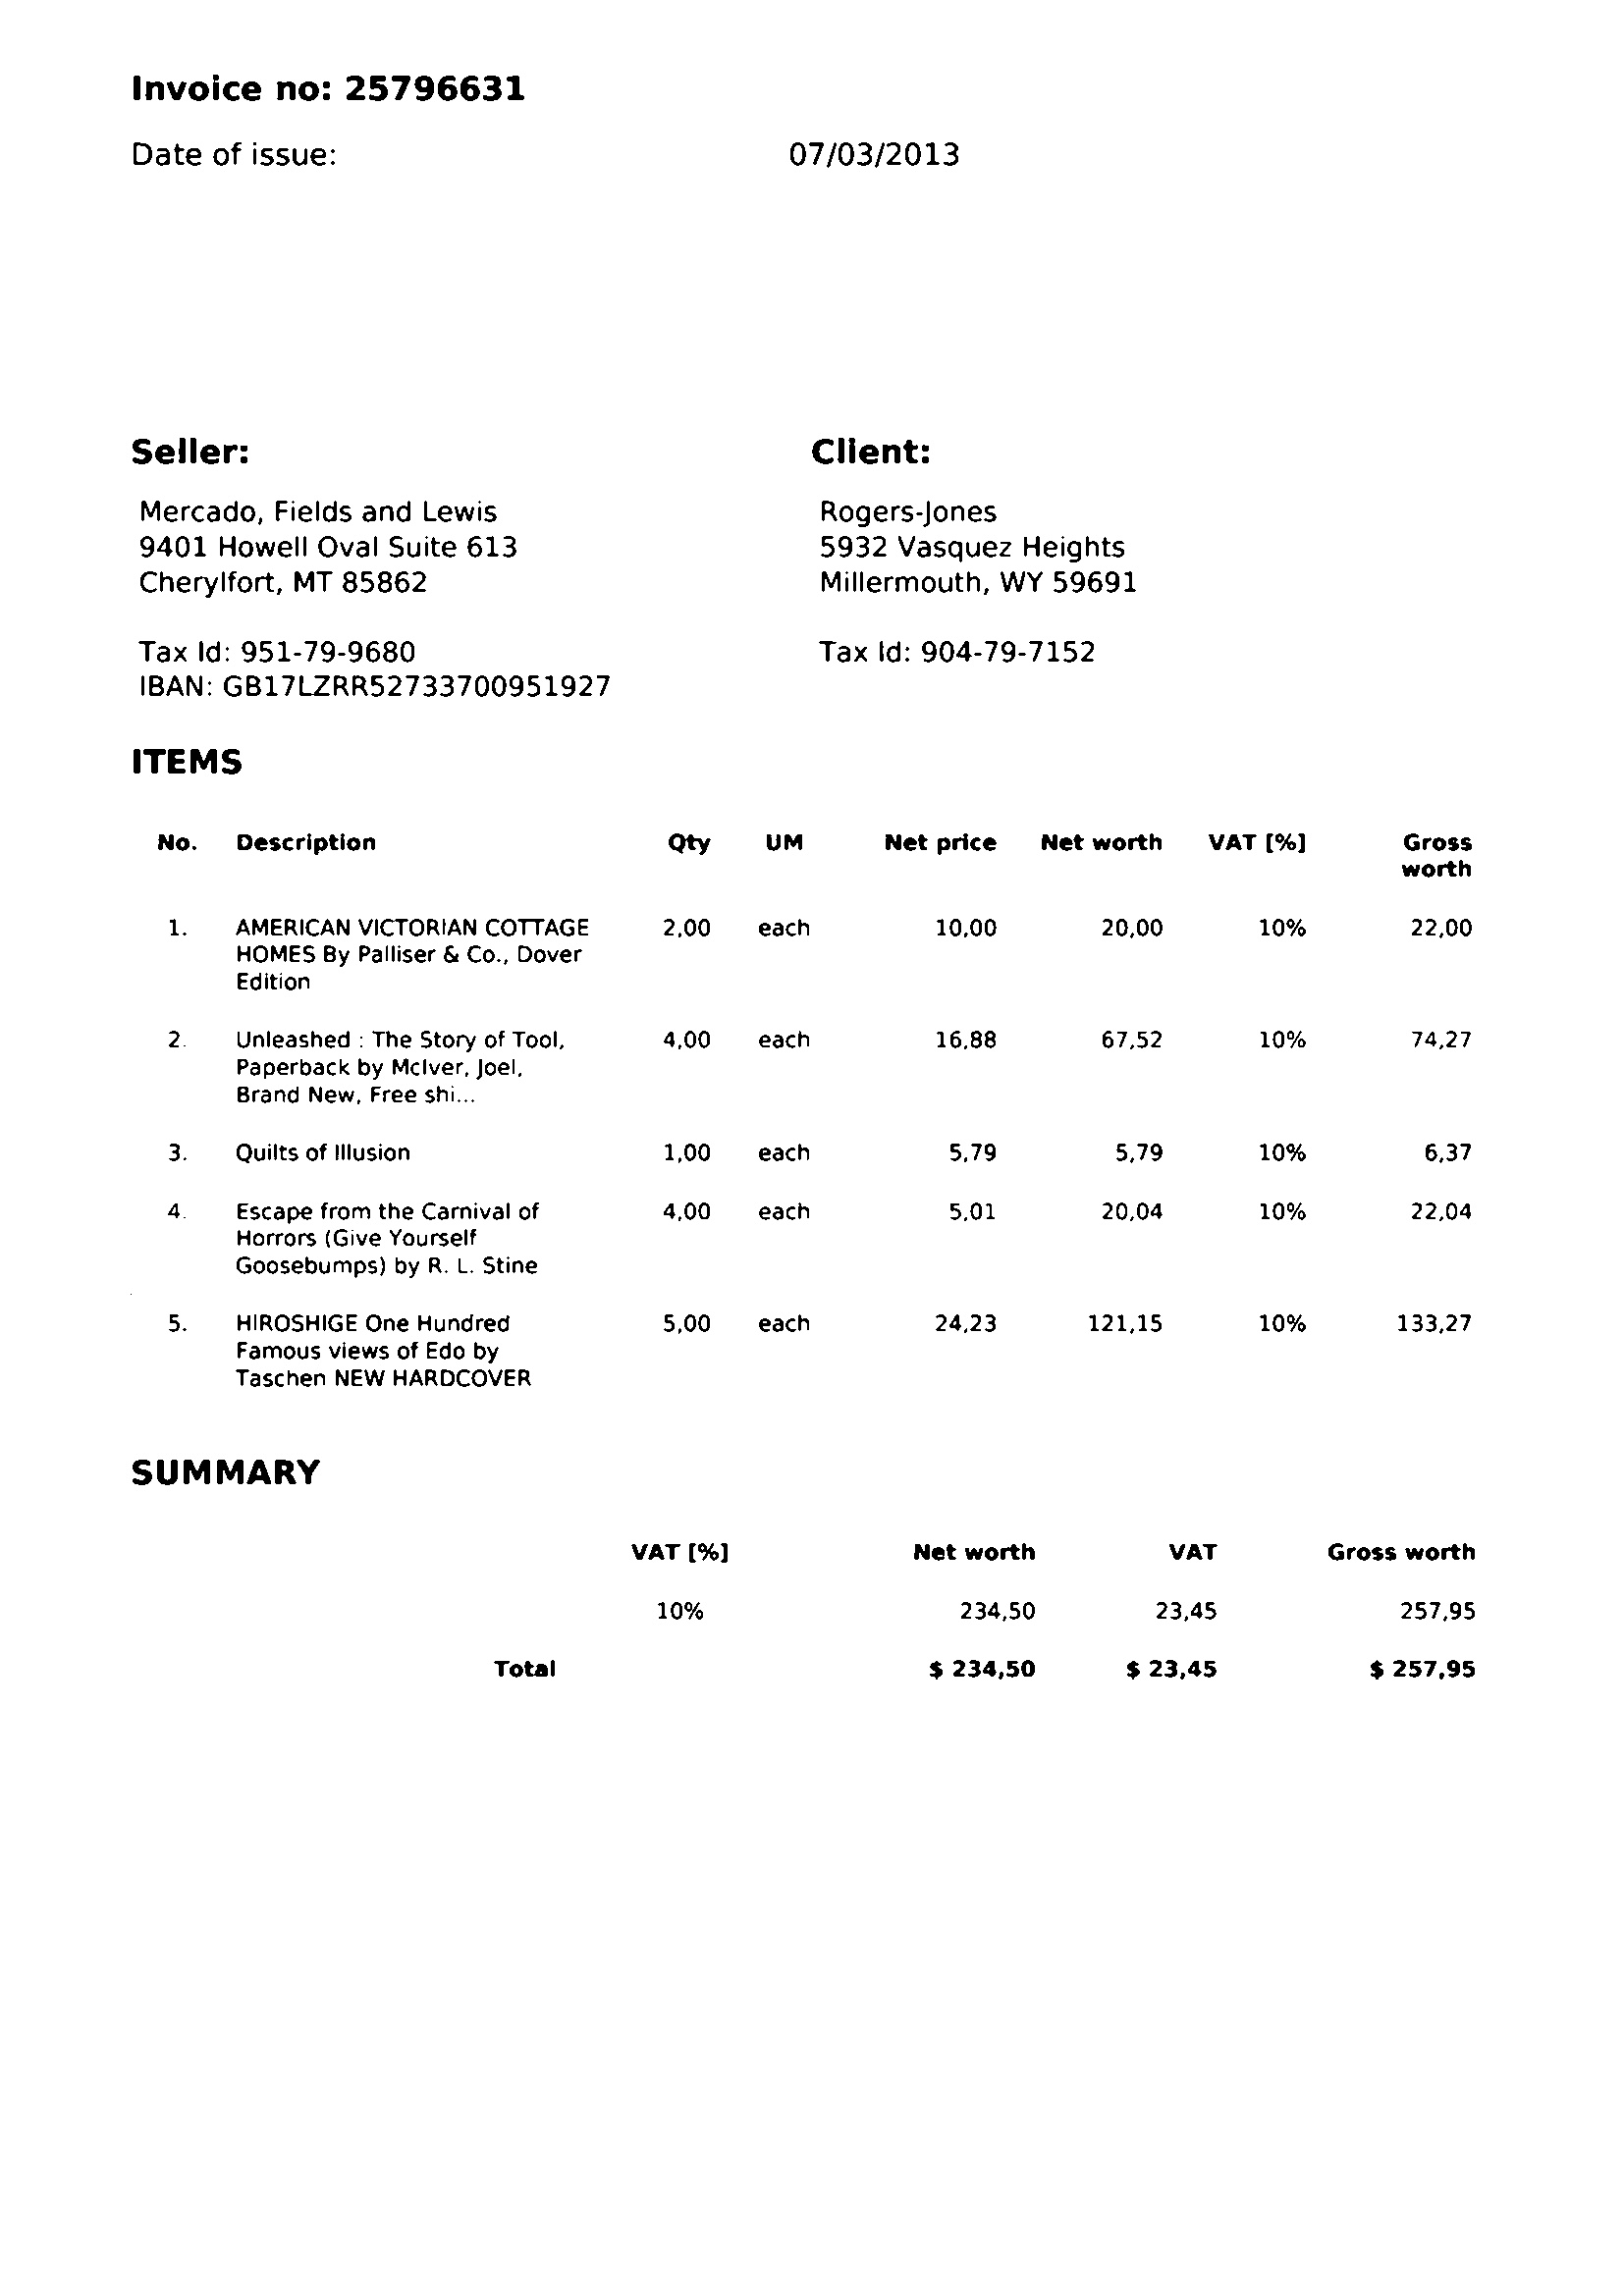 Invoice no: 25796631
Date of issue: 07/03/2013
Seller: Client:
Mercado, Fields and Lewis Rogers-Jones
9401 Howell Oval Suite 613 5932 Vasquez Heights
Cherylfort, MT 85862 Millermouth, WY 59691
Tax Id: 951-79-9680 Tax Id: 904-79-7152
IBAN: GB17LZRR52733700951927
ITEMS
No. Description Qty UM Net price Net worth VAT [%] Gross
worth
1. AMERICAN VICTORIAN COTTAGE 2,00 each 10,00 20,00 10% 22,00
HOMES By Palliser & Co., Dover
Edition
2. Unleashed : The Story of Tool, 4,00 each 16,88 67,52 10% 74,27
Paperback by McIver, Joel,
Brand New, Free shi...
3. Quilts of Illusion 1,00 each 5,79 5,79 10% 6,37
4. Escape from the Carnival of 4,00 each 5,01 20,04 10% 22,04
Horrors (Give Yourself
Goosebumps) by R. L. Stine
5. HIROSHIGE One Hundred 5,00 each 24,23 121,15 10% 133,27
Famous views of Edo by
Taschen NEW HARDCOVER
SUMMARY
VAT [%] Net worth VAT Gross worth
10% 234,50 23,45 257,95
Total $ 234,50 $ 23,45 $ 257,95